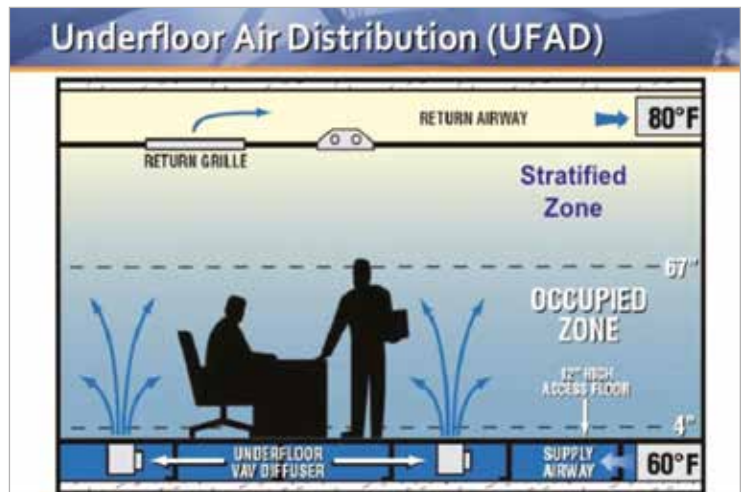 Underfloor Air Distribution (UFAD)
RETURN AIRWAY
80°F
RETURN GRILLE
Stratified
Zone
67"
OCCUPIED
ZONE
12" HIGH
ACCESS FLOOR
4"
UNDERFLOOR
VAV DIFFUSER
SUPPLY
AIRWAY
60°F